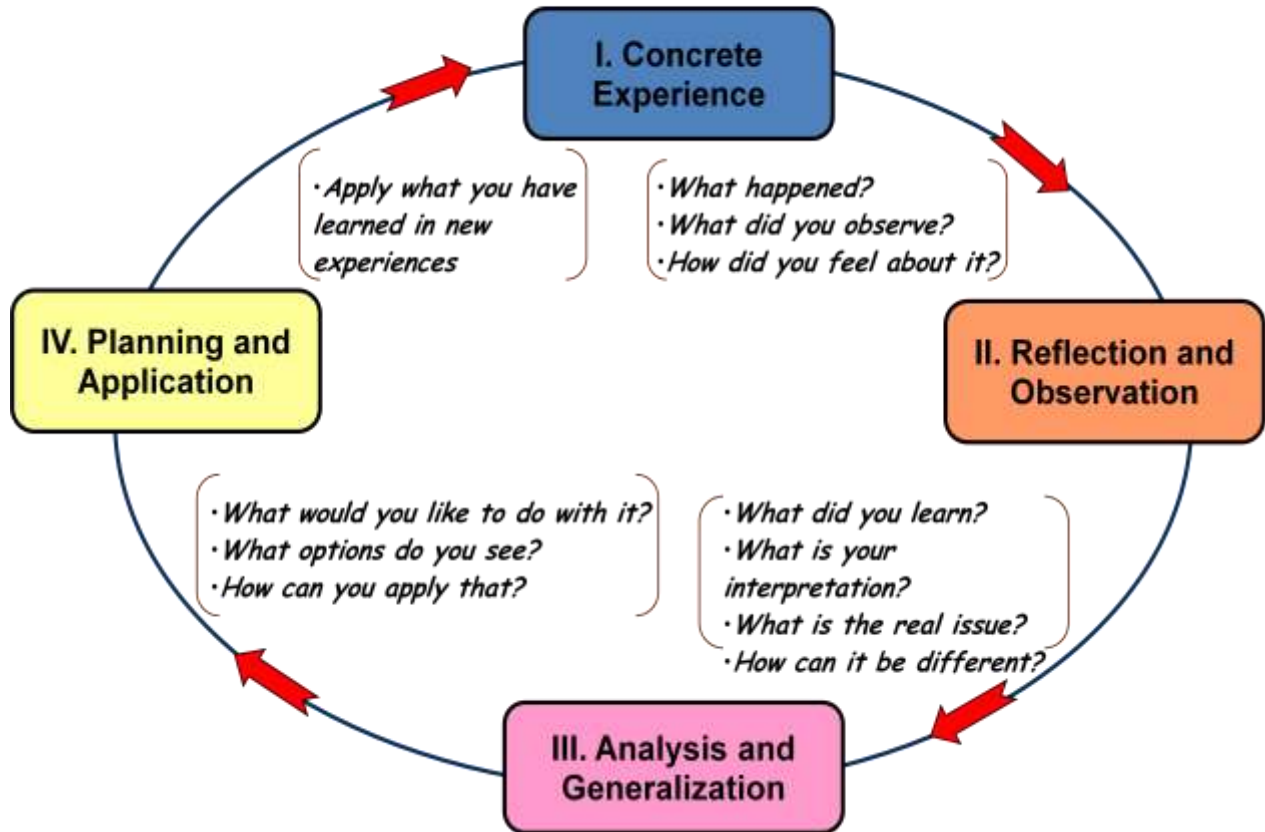 I. Concrete
Experience
·Apply what you have
learned in new
experiences
·What happened?
·What did you observe?
·How did you feel about it?
IV. Planning and
Application
II. Reflection and
Observation
·What would you like to do with it?
·What options do you see?
·How can you apply that?
·What did you learn?
·What is your
interpretation?
·What is the real issue?
·How can it be different?
III. Analysis and
Generalization